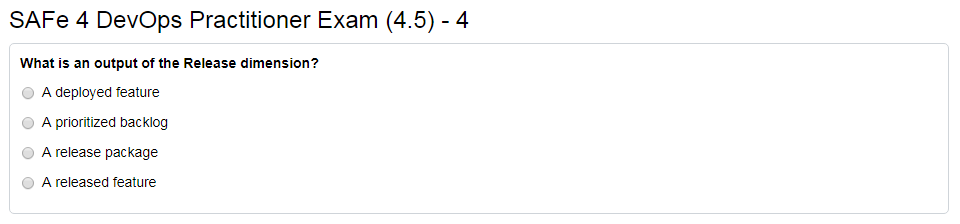 SAFe 4 DevOps Practitioner Exam (4.5) - 4
What is an output of the Release dimension?
A deployed feature
A prioritized backlog
A release package
A released feature